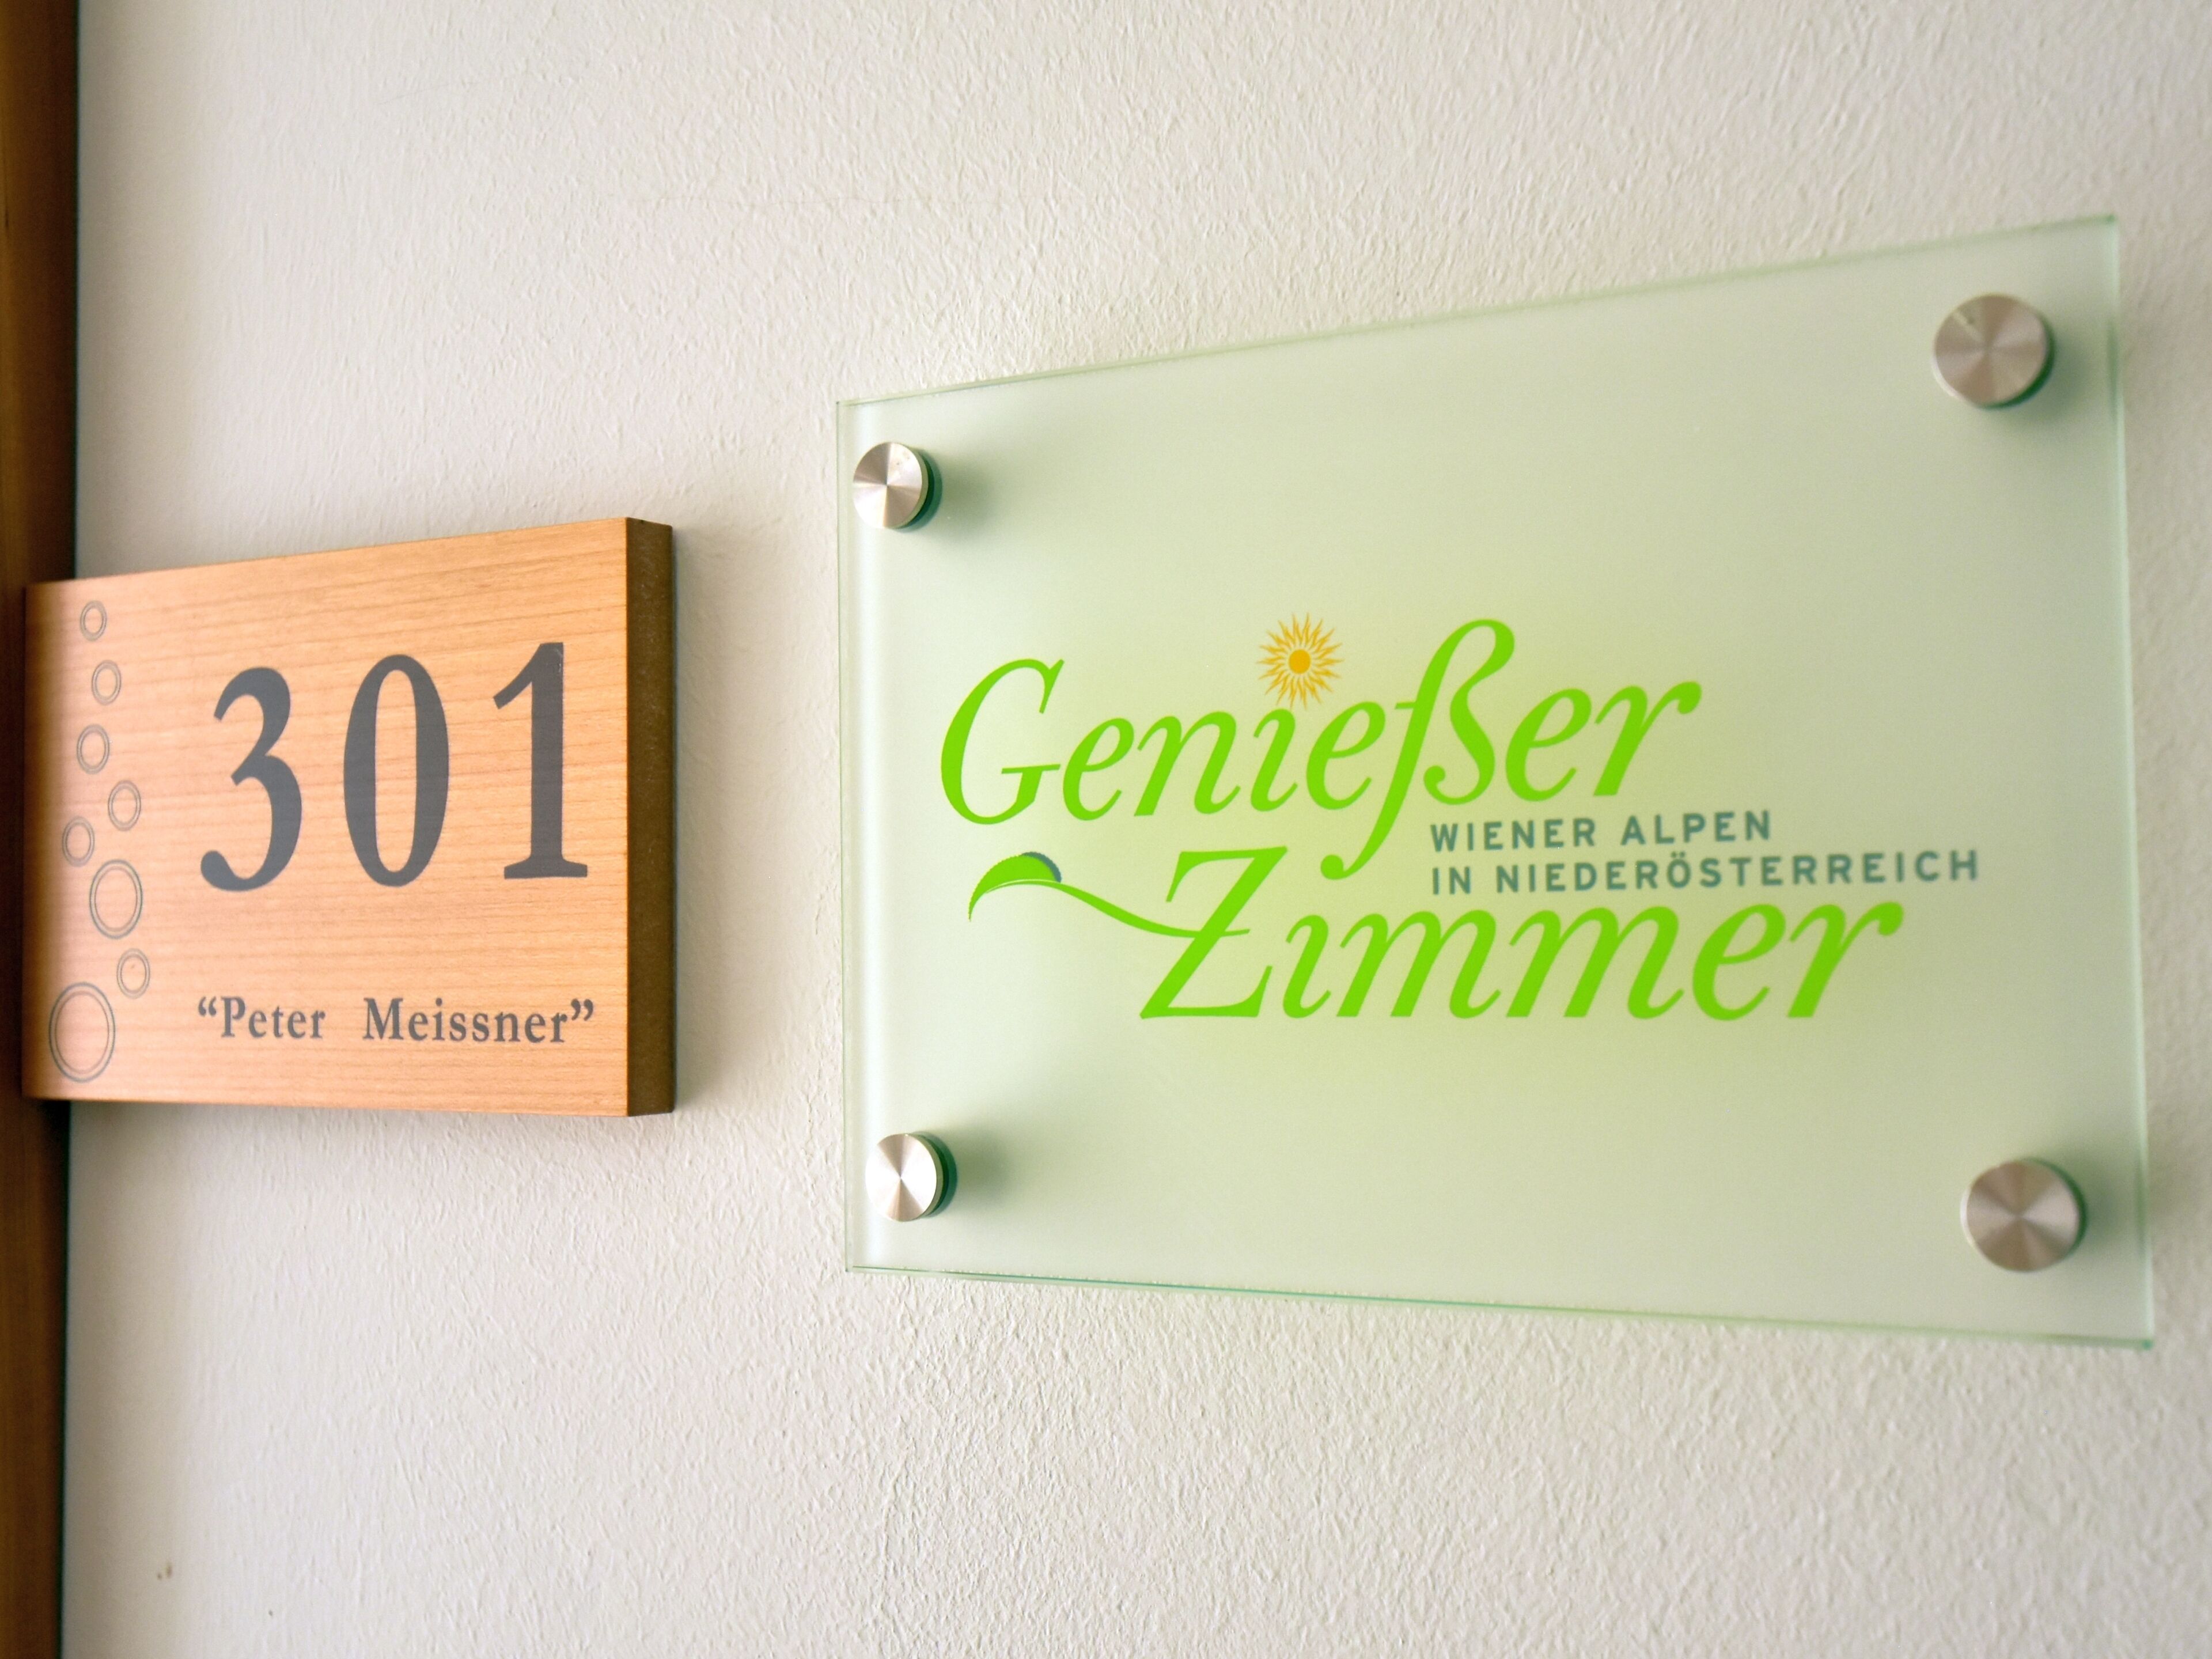 301
“Peter Meissner”
Genießer
WIENER ALPEN
IN NIEDERÖSTERREICH
Zimmer